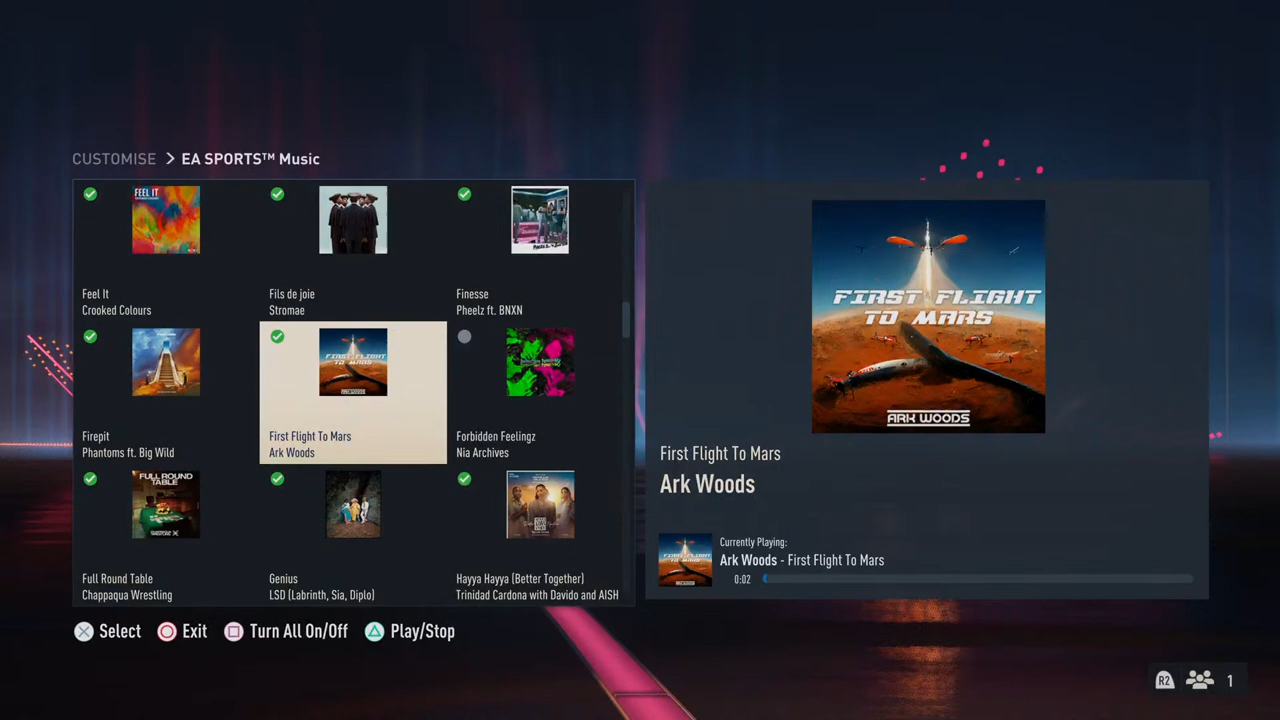 CUSTOMISE > EA SPORTS™ Music
FEEL IT
Feel It
Crooked Colours
Fils de joie
Stromae
Finesse
Pheelz ft. BNXN
Firepit
Phantoms ft. Big Wild
FIRST FLIGHT
TO MARS
ARK WOODS
First Flight To Mars
Ark Woods
Forbidden Feelingz
Nia Archives
FULL ROUND
TABLE
Full Round Table
Chappaqua Wrestling
Genius
LSD (Labrinth, Sia, Diplo)
Hayya Hayya (Better Together)
Trinidad Cardona with Davido and AISH
FIRST FLIGHT
TO MARS
ARK WOODS
First Flight To Mars
Ark Woods
Currently Playing:
Ark Woods - First Flight To Mars
0:02
Select
Exit
Turn All On/Off
Play/Stop
R2
1